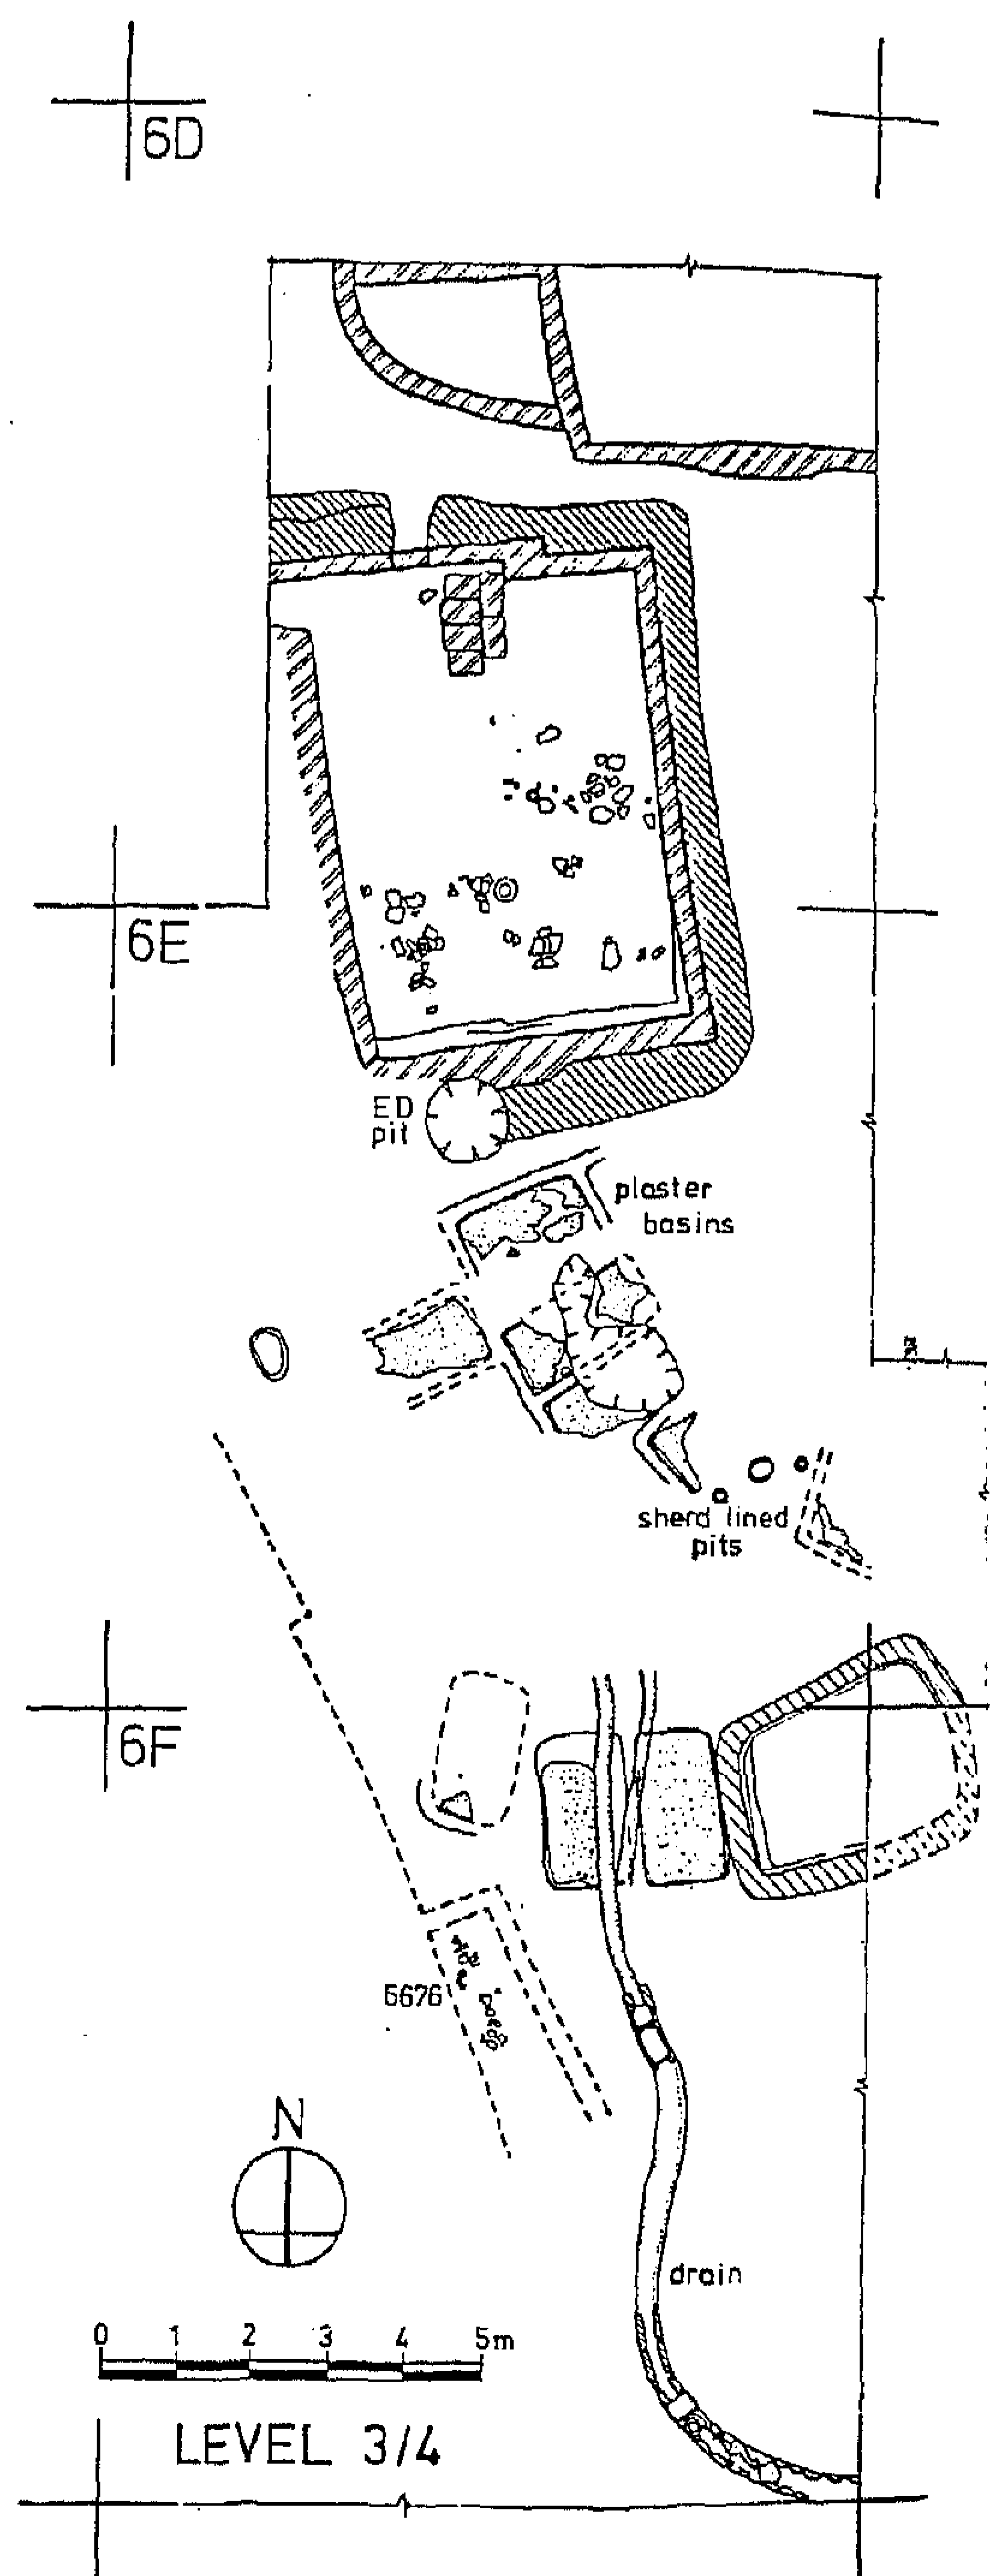 6D
6E
ED
pit
plaster
basins
sherd lined
pits
6F
6676
N
drain
0 1 2 3 4 5m
LEVEL 3/4